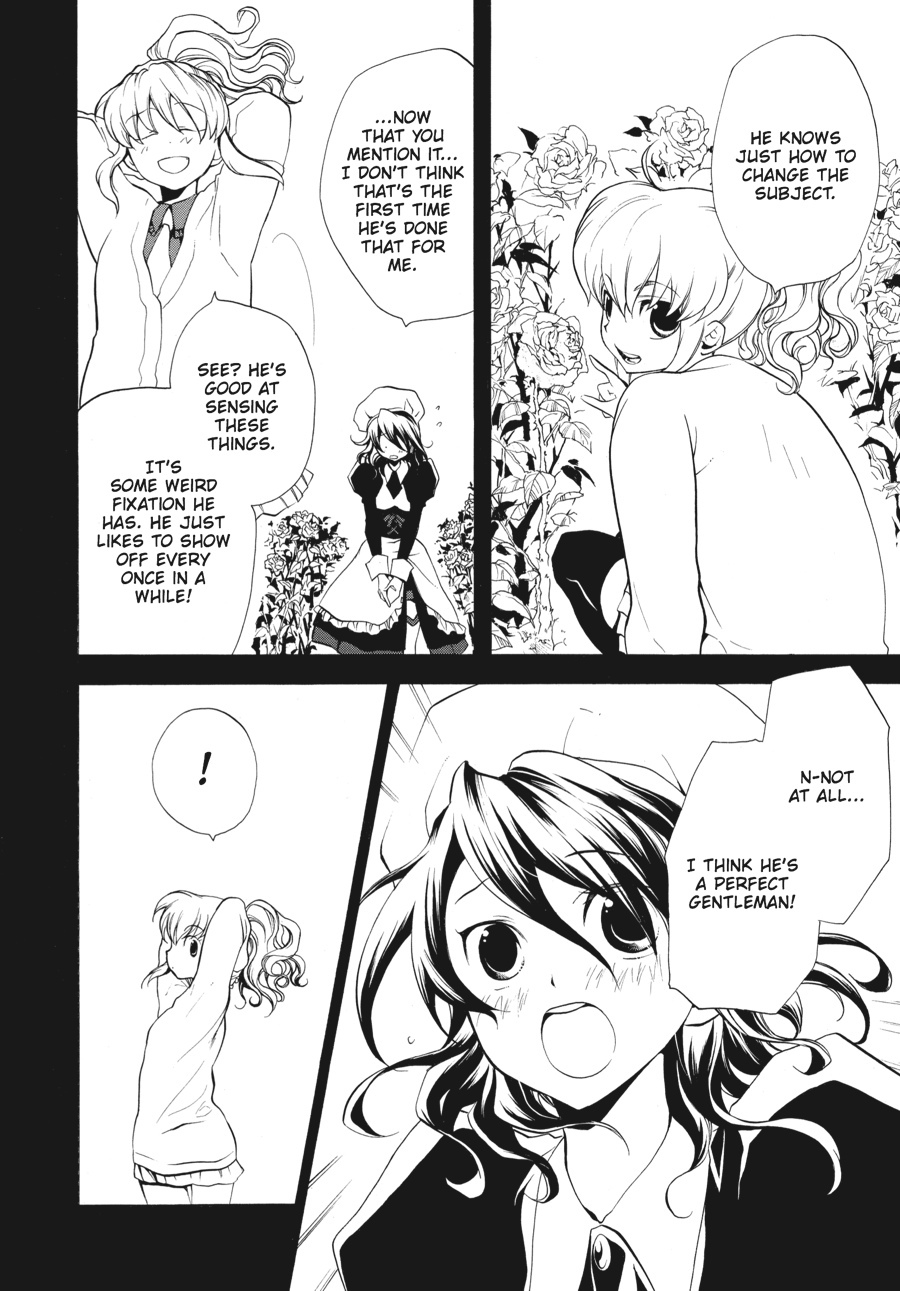 HE KNOWS
JUST HOW TO
CHANGE THE
SUBJECT.
...NOW
THAT YOU
MENTION IT...
I DON'T THINK
THAT'S THE
FIRST TIME
HE'S DONE
THAT FOR
ME.
SEE? HE'S
GOOD AT
SENSING
THESE
THINGS.
IT'S
SOME WEIRD
FIXATION HE
HAS. HE JUST
LIKES TO SHOW
OFF EVERY
ONCE IN A
WHILE!
N-NOT
AT ALL...
I THINK HE'S
A PERFECT
GENTLEMAN!
!